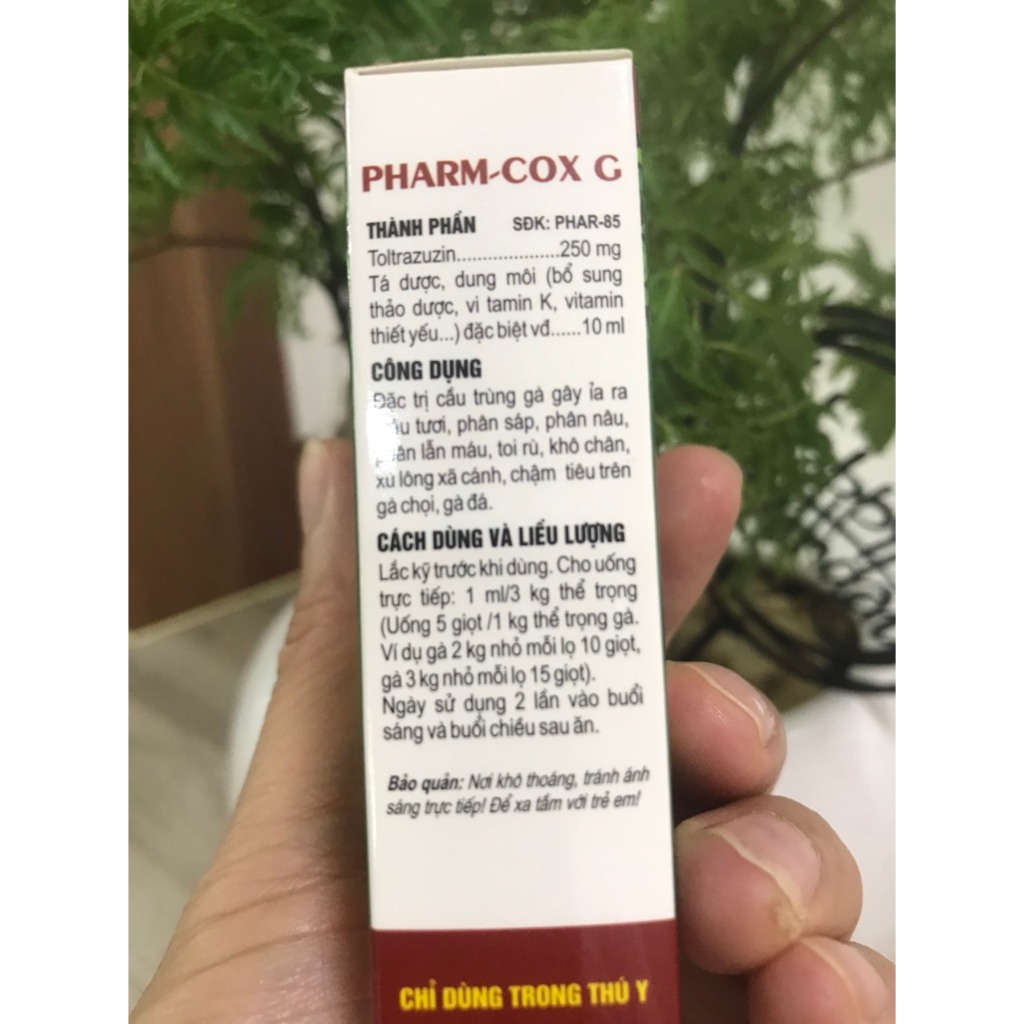 PHARM-COX G
THÀNH PHẦN SĐK: PHAR-85
Toltrazuzin....................250 mg
Tá dược, dung môi (bổ sung
thảo dược, vi tamin K, vitamin
thiết yếu...) đặc biệt vđ......10 ml
CÔNG DỤNG
Đặc trị cầu trùng gà gây ỉa ra
tươi, phân sáp, phân nâu,
lẫn máu, toi rù, khô chân,
xù lông xã cánh, chậm tiêu trên
gà chọi, gà đá.
CÁCH DÙNG VÀ LIỀU LƯỢNG
Lắc kỹ trước khi dùng. Cho uống
trực tiếp: 1 ml/3 kg thể trọng
(Uống 5 giọt /1 kg thể trọng gà.
Ví dụ gà 2 kg nhỏ mỗi lọ 10 giọt,
gà 3 kg nhỏ mỗi lọ 15 giọt).
Ngày sử dụng 2 lần vào buổi
sáng và buổi chiều sau ăn.
Bảo quản: Nơi khô thoáng, tránh ánh
sáng trực tiếp! Để xa tầm với trẻ em!
CHỈ DÙNG TRONG THÚ Y